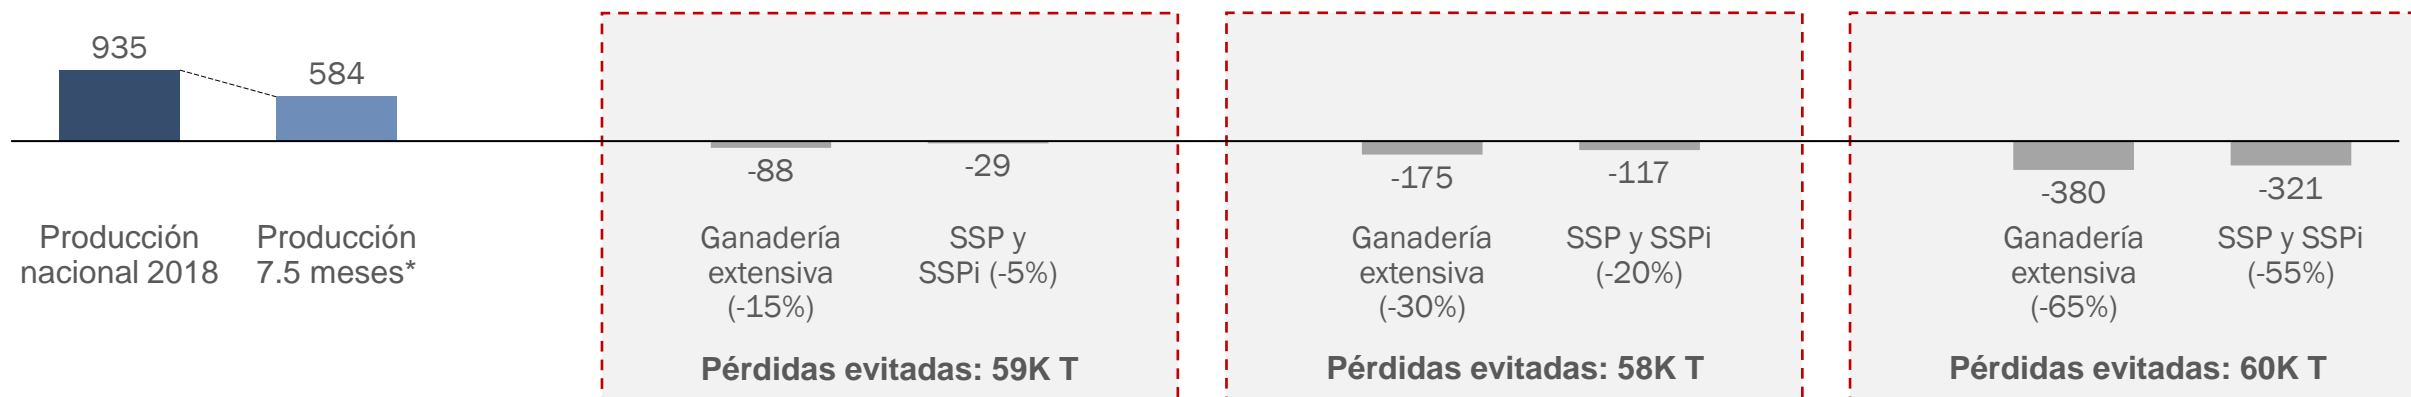 935
584
-88
-29
-175
-117
-380
-321
Producción
nacional 2018
Producción
7.5 meses*
Ganadería
extensiva
(-15%)
SSP y
SSPi (-5%)
Ganadería
extensiva
(-30%)
SSP y SSPi
(-20%)
Ganadería
extensiva
(-65%)
SSP y SSPi
(-55%)
Pérdidas evitadas: 59K T
Pérdidas evitadas: 58K T
Pérdidas evitadas: 60K T